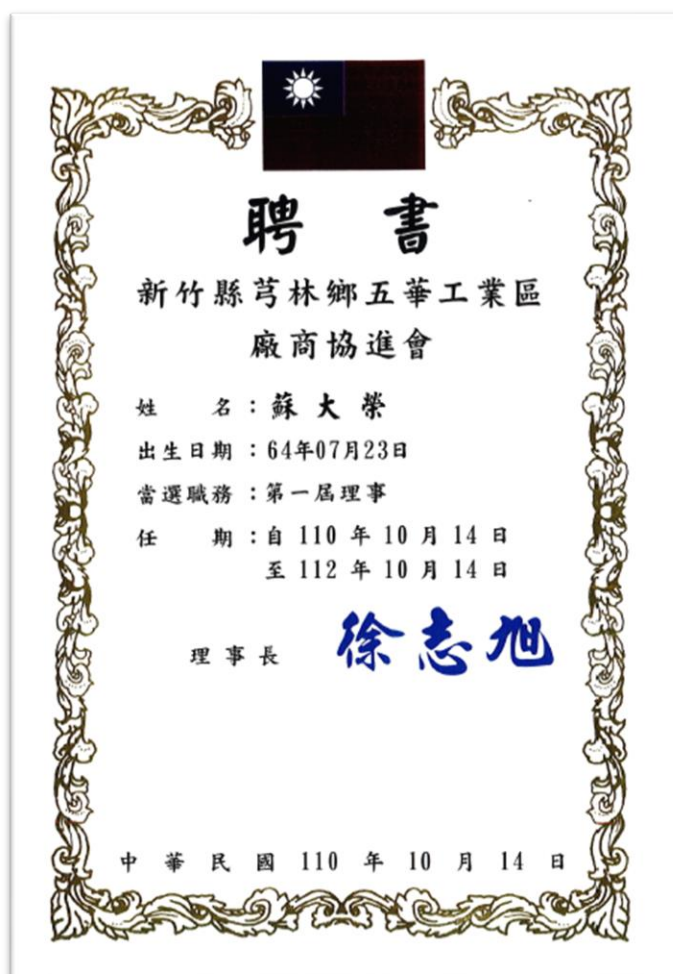 聘書
新竹縣芎林鄉五華工業區
廠商協進會
姓名：蘇大榮
出生日期：64年07月23日
當選職務：第一屆理事
任期：自 110 年 10 月 14 日
至 112 年 10 月 14 日
理事長 徐志旭
中華民國 110 年 10 月 14 日